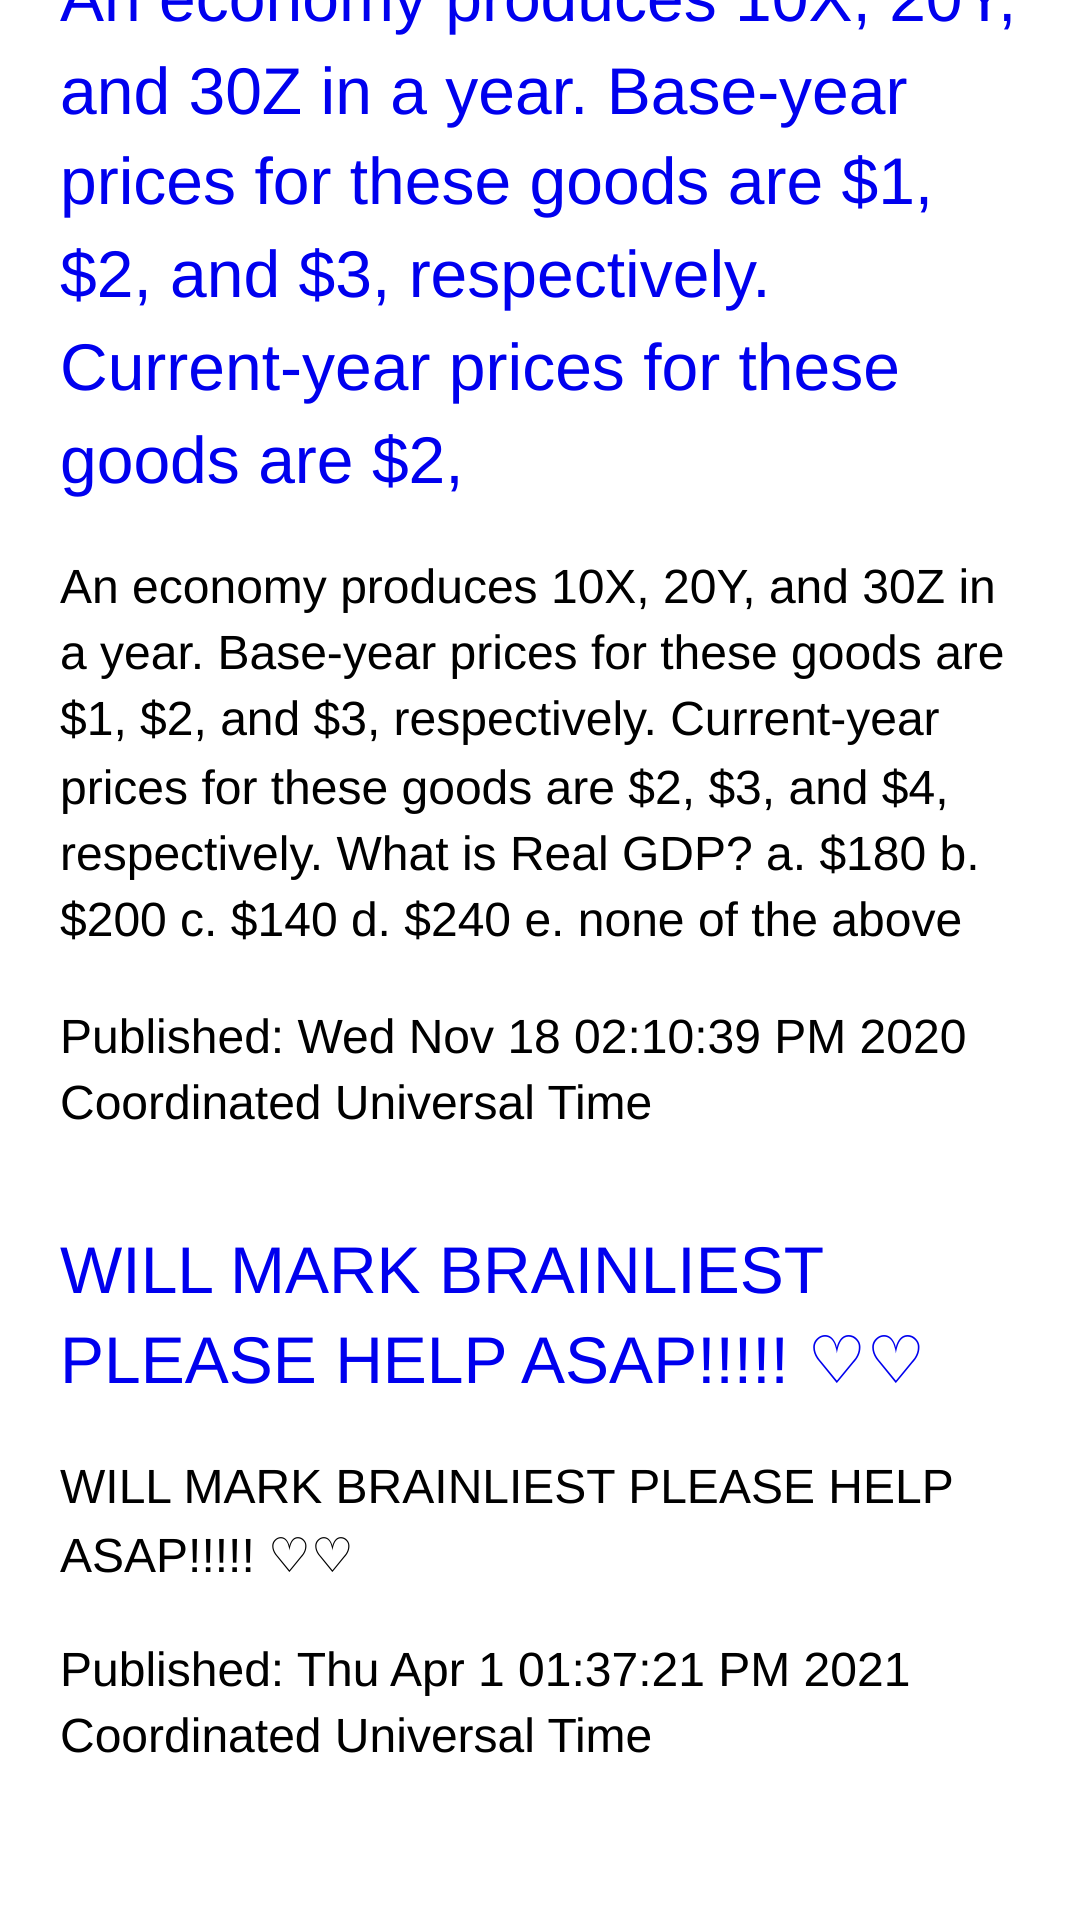 An economy produces 10X, 20Y,
and 30Z in a year. Base-year
prices for these goods are $1,
$2, and $3, respectively.
Current-year prices for these
goods are $2,
An economy produces 10X, 20Y, and 30Z in
a year. Base-year prices for these goods are
$1, $2, and $3, respectively. Current-year
prices for these goods are $2, $3, and $4,
respectively. What is Real GDP? a. $180 b.
$200 c. $140 d. $240 e. none of the above
Published: Wed Nov 18 02:10:39 PM 2020
Coordinated Universal Time
WILL MARK BRAINLIEST
PLEASE HELP ASAP!!!!! ♡♡
WILL MARK BRAINLIEST PLEASE HELP
ASAP!!!!! ♡♡
Published: Thu Apr 1 01:37:21 PM 2021
Coordinated Universal Time